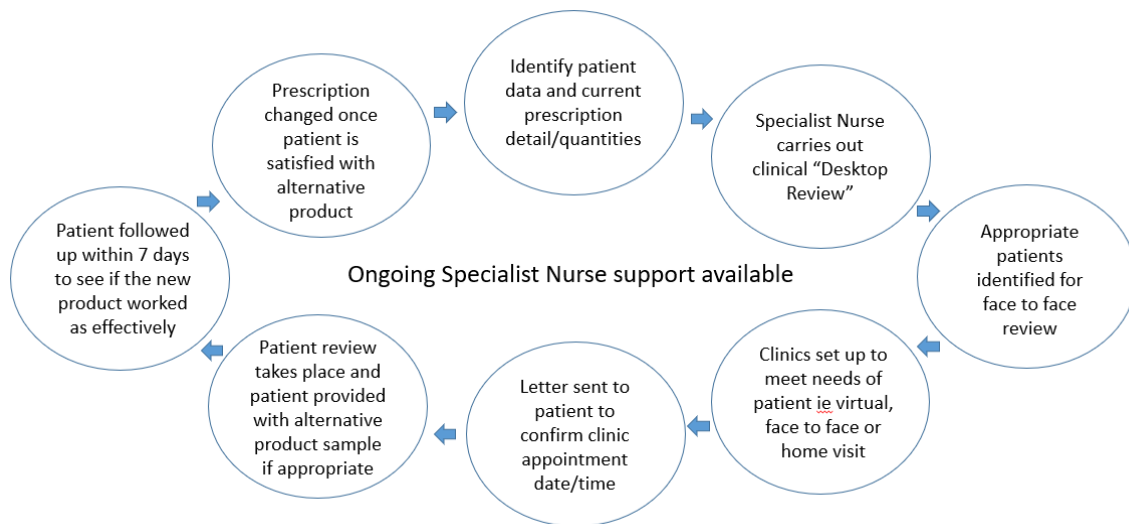 Identify patient
data and current
prescription
detail/quantities
Specialist Nurse
carries out
clinical “Desktop
Review”
Appropriate
patients
identified for
face to face
review
Clinics set up to
meet needs of
patient ie virtual,
face to face or
home visit
Letter sent to
patient to
confirm clinic
appointment
date/time
Patient review
takes place and
patient provided
with alternative
product sample
if appropriate
Patient followed
up within 7 days
to see if the new
product worked
as effectively
Prescription
changed once
patient is
satisfied with
alternative
product
Ongoing Specialist Nurse support available